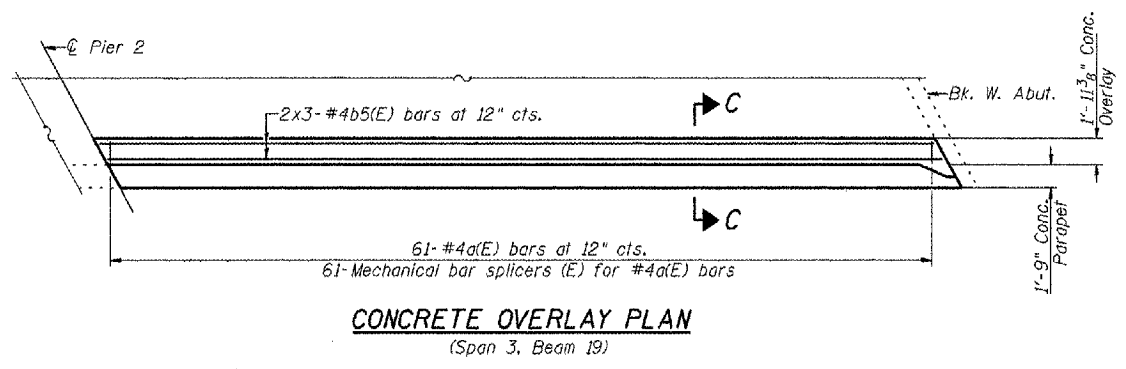 ℄ Pier 2
2x3-#4b5(E) bars at 12" cts.
C
Bk. W. Abut.
1'-11 3/8" Conc.
Overlay
C
1'-9" Conc.
Parapet
61-#4a(E) bars at 12" cts.
61-Mechanical bar splicers (E) for #4a(E) bars
CONCRETE OVERLAY PLAN
(Span 3, Beam 19)